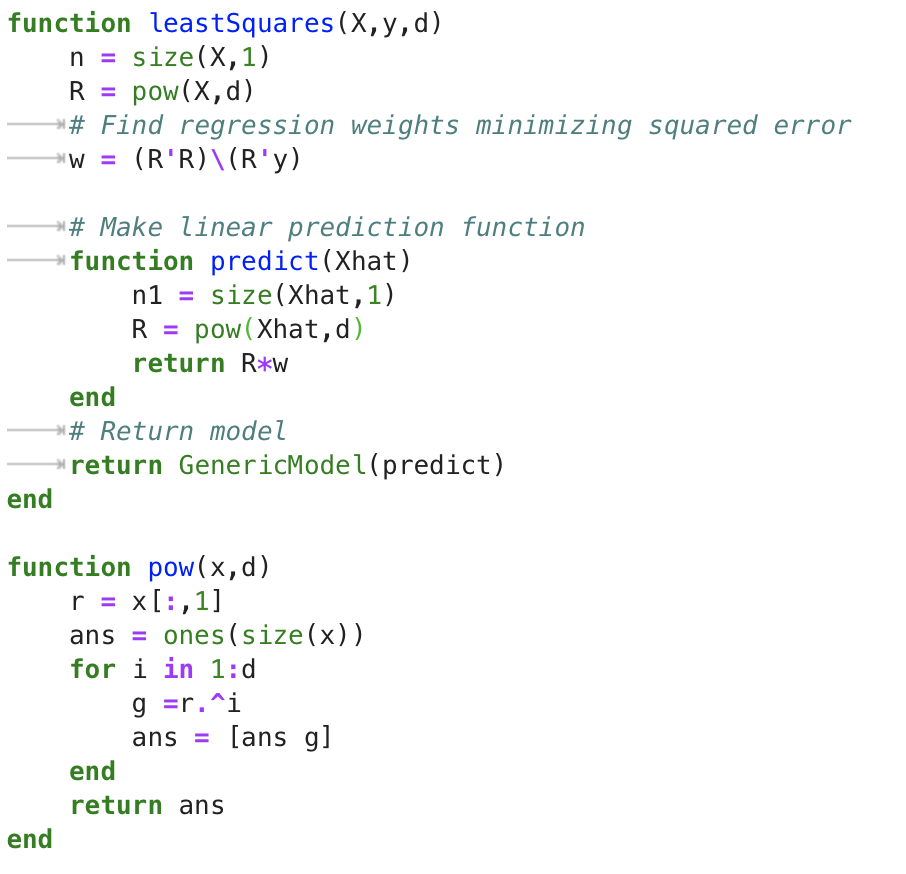 function leastSquares(X,y,d)
    n = size(X,1)
    R = pow(X,d)
    # Find regression weights minimizing squared error
    w = (R'R)\(R'y)

    # Make linear prediction function
    function predict(Xhat)
        n1 = size(Xhat,1)
        R = pow(Xhat,d)
        return R*w
    end
    # Return model
    return GenericModel(predict)
end

function pow(x,d)
    r = x[:,1]
    ans = ones(size(x))
    for i in 1:d
        g =r.^i
        ans = [ans g]
    end
    return ans
end